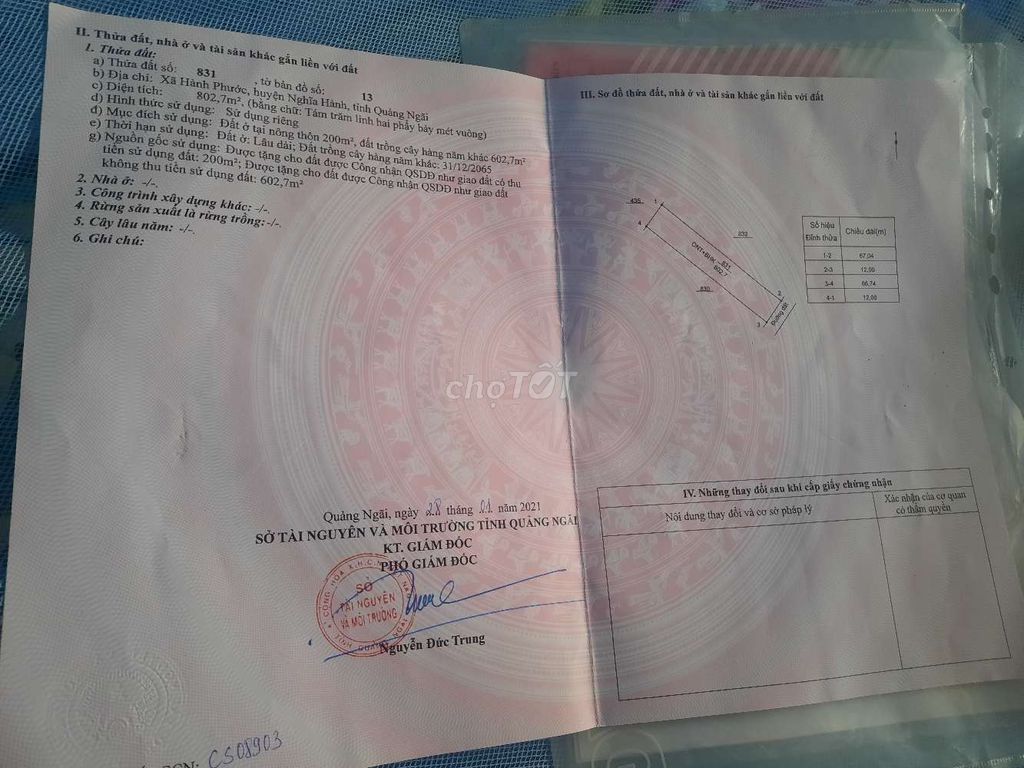 II. Thửa đất, nhà ở và tài sản khác gắn liền với đất
1. Thửa đất:
a) Thửa đất số: 831 , tờ bản đồ số: 13
b) Địa chỉ: Xã Hành Phước, huyện Nghĩa Hành, tỉnh Quảng Ngãi
c) Diện tích: 802,7m², (bằng chữ: Tám trăm linh hai phẩy bảy mét vuông)
d) Hình thức sử dụng: Sử dụng riêng
đ) Mục đích sử dụng: Đất ở tại nông thôn 200m², đất trồng cây hàng năm khác 602,7m²
e) Thời hạn sử dụng: Đất ở: Lâu dài; Đất trồng cây hàng năm khác: 31/12/2065
g) Nguồn gốc sử dụng: Được tặng cho đất được Công nhận QSDĐ như giao đất có thu
tiền sử dụng đất: 200m²; Được tặng cho đất được Công nhận QSDĐ như giao đất
không thu tiền sử dụng đất: 602,7m²
2. Nhà ở: -/-.
3. Công trình xây dựng khác: -/-.
4. Rừng sản xuất là rừng trồng:-/-.
5. Cây lâu năm: -/-.
6. Ghi chú:
Quảng Ngãi, ngày 28 tháng 01 năm 2021
SỞ TÀI NGUYÊN VÀ MÔI TRƯỜNG TỈNH QUẢNG NGÃI
KT. GIÁM ĐỐC
PHÓ GIÁM ĐỐC
SỞ
TÀI NGUYÊN
VÀ MÔI TRƯỜNG
Nguyễn Đức Trung
CS08903
III. Sơ đồ thửa đất, nhà ở và tài sản khác gắn liền với đất
435
1
4
832
ONT+BHK 831
802,7
830
2
3
Đường đất
Số hiệu Đỉnh thửa Chiều dài(m)
1-2 67,04
2-3 12,00
3-4 66,74
4-1 12,00
IV. Những thay đổi sau khi cấp giấy chứng nhận
Nội dung thay đổi và cơ sở pháp lý
Xác nhận của cơ quan
có thẩm quyền
chợTỐT